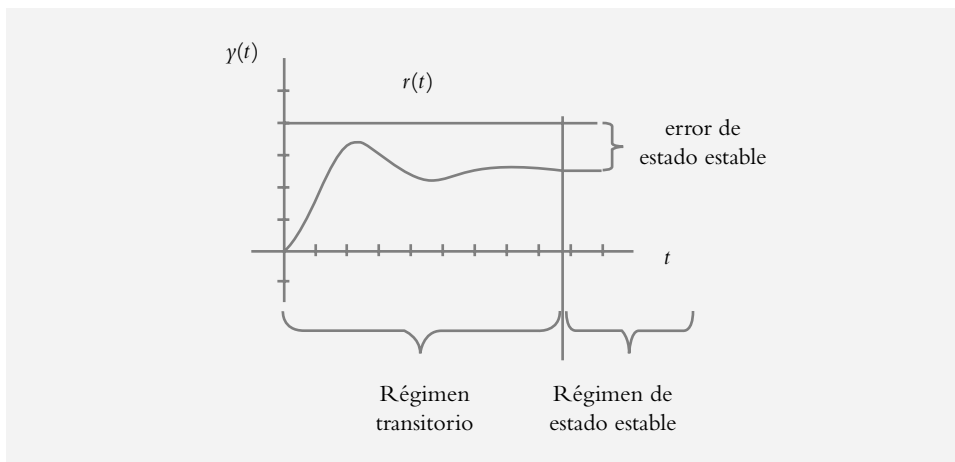 y(t)
r(t)
error de
estado estable
t
Régimen
transitorio
Régimen de
estado estable